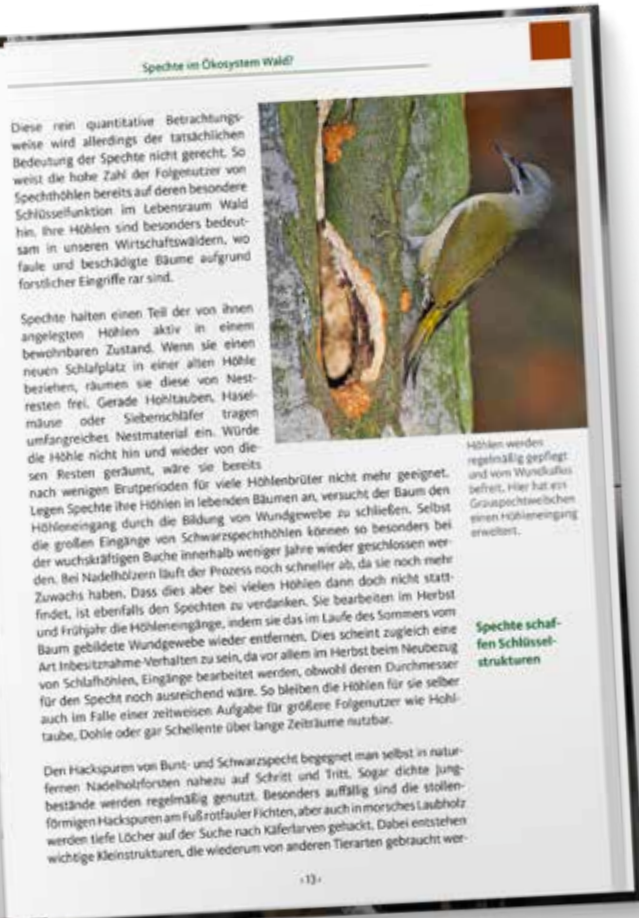 Spechte im Ökosystem Wald?
Diese rein quantitative Betrachtungs-
weise wird allerdings der tatsächlichen
Bedeutung der Spechte nicht gerecht. So
weist die hohe Zahl der Folgenutzer von
Spechthöhlen bereits auf deren besondere
Schlüsselfunktion im Lebensraum Wald
hin. Ihre Höhlen sind besonders bedeut-
sam in unseren Wirtschaftswäldern, wo
faule und beschädigte Bäume aufgrund
forstlicher Eingriffe rar sind.
Spechte halten einen Teil der von ihnen
angelegten Höhlen aktiv in einem
bewohnbaren Zustand. Wenn sie einen
neuen Schlafplatz in einer alten Höhle
beziehen, räumen sie diese von Nest-
resten frei. Gerade Hohltauben, Hasel-
mäuse oder Siebenschläfer tragen
umfangreiches Nestmaterial ein. Würde
die Höhle nicht hin und wieder von die-
sen Resten geräumt, wäre sie bereits
nach wenigen Brutperioden für viele Höhlenbrüter nicht mehr geeignet.
Legen Spechte ihre Höhlen in lebenden Bäumen an, versucht der Baum den
Höhleneingang durch die Bildung von Wundgewebe zu schließen. Selbst
die großen Eingänge von Schwarzspechthöhlen können so besonders bei
der wuchskräftigen Buche innerhalb weniger Jahre wieder geschlossen wer-
den. Bei Nadelhölzern läuft der Prozess noch schneller ab, da sie noch mehr
Zuwachs haben. Dass dies aber bei vielen Höhlen dann doch nicht statt-
findet, ist ebenfalls den Spechten zu verdanken. Sie bearbeiten im Herbst
und Frühjahr die Höhleneingänge, indem sie das im Laufe des Sommers vom
Baum gebildete Wundgewebe wieder entfernen. Dies scheint zugleich eine
Art Inbesitznahme-Verhalten zu sein, da vor allem im Herbst beim Neubezug
von Schlafhöhlen, Eingänge bearbeitet werden, obwohl deren Durchmesser
für den Specht noch ausreichend wäre. So bleiben die Höhlen für sie selber
auch im Falle einer zeitweisen Aufgabe für größere Folgenutzer wie Hohl-
taube, Dohle oder gar Schellente über lange Zeiträume nutzbar.
Den Hackspuren von Bunt- und Schwarzspecht begegnet man selbst in natur-
fernen Nadelholzforsten nahezu auf Schritt und Tritt. Sogar dichte Jung-
bestände werden regelmäßig genutzt. Besonders auffällig sind die stollen-
förmigen Hackspuren am Fuß rotfauler Fichten, aber auch in morsches Laubholz
werden tiefe Löcher auf der Suche nach Käferlarven gehackt. Dabei entstehen
wichtige Kleinstrukturen, die wiederum von anderen Tierarten gebraucht wer-
Höhlen werden
regelmäßig gepflegt
und vom Wundkallus
befreit. Hier hat ein
Grauspechtweibchen
einen Höhleneingang
erweitert.
Spechte schaf-
fen Schlüssel-
strukturen
‹13›